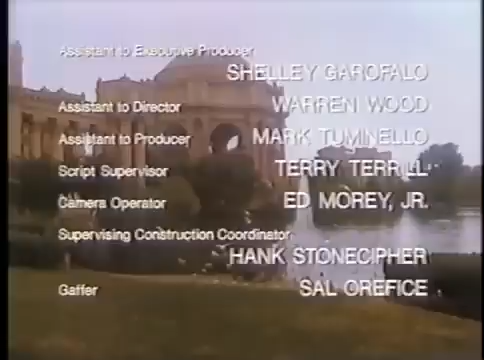 Assistant to Executive Producer
SHELLEY GAROFALO
Assistant to Director WARREN WOOD
Assistant to Producer MARK TUMINELLO
Script Supervisor TERRY TERRILL
Camera Operator ED MOREY, JR.
Supervising Construction Coordinator
HANK STONECIPHER
Gaffer SAL OREFICE